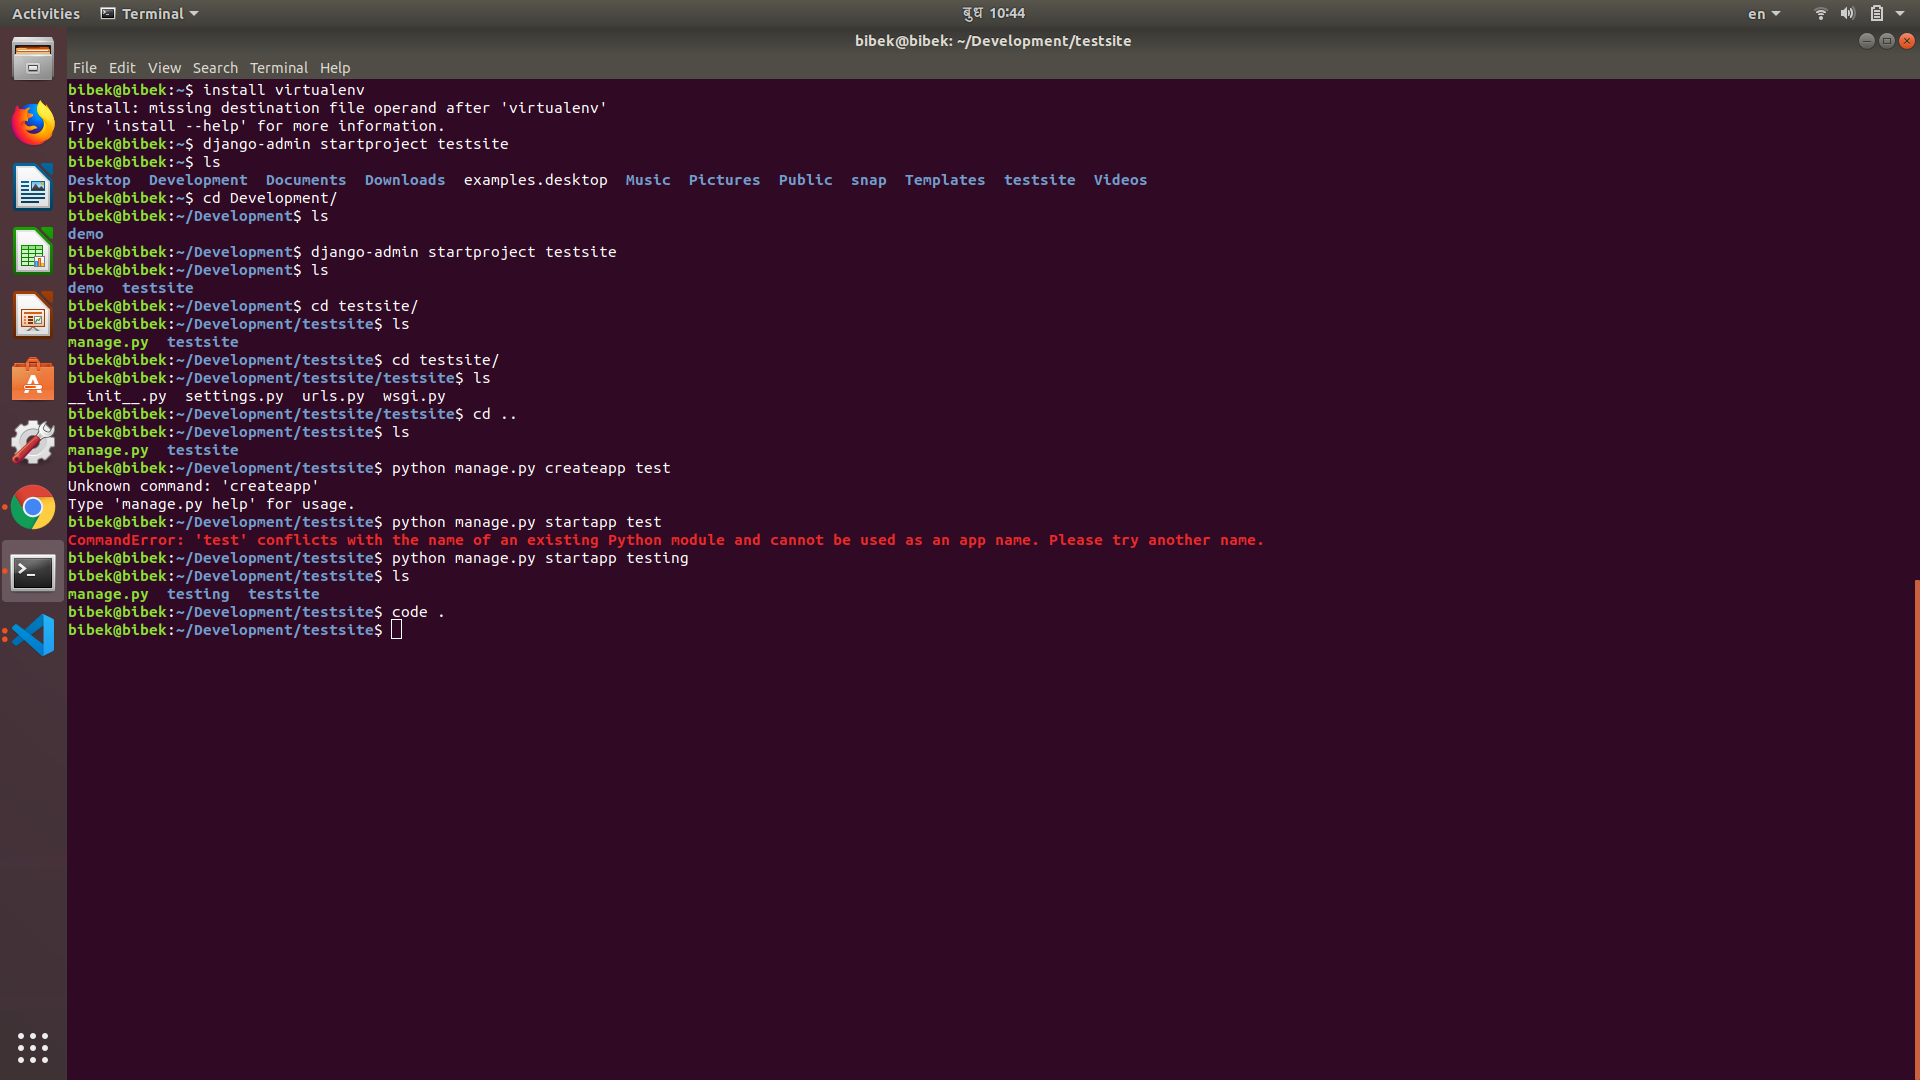 Activities Terminal बुध 10:44 en
bibek@bibek: ~/Development/testsite
File Edit View Search Terminal Help
bibek@bibek:~$ install virtualenv
install: missing destination file operand after 'virtualenv'
Try 'install --help' for more information.
bibek@bibek:~$ django-admin startproject testsite
bibek@bibek:~$ ls
Desktop Development Documents Downloads examples.desktop Music Pictures Public snap Templates testsite Videos
bibek@bibek:~$ cd Development/
bibek@bibek:~/Development$ ls
demo
bibek@bibek:~/Development$ django-admin startproject testsite
bibek@bibek:~/Development$ ls
demo testsite
bibek@bibek:~/Development$ cd testsite/
bibek@bibek:~/Development/testsite$ ls
manage.py testsite
bibek@bibek:~/Development/testsite$ cd testsite/
bibek@bibek:~/Development/testsite/testsite$ ls
__init__.py settings.py urls.py wsgi.py
bibek@bibek:~/Development/testsite/testsite$ cd ..
bibek@bibek:~/Development/testsite$ ls
manage.py testsite
bibek@bibek:~/Development/testsite$ python manage.py createapp test
Unknown command: 'createapp'
Type 'manage.py help' for usage.
bibek@bibek:~/Development/testsite$ python manage.py startapp test
CommandError: 'test' conflicts with the name of an existing Python module and cannot be used as an app name. Please try another name.
bibek@bibek:~/Development/testsite$ python manage.py startapp testing
bibek@bibek:~/Development/testsite$ ls
manage.py testing testsite
bibek@bibek:~/Development/testsite$ code .
bibek@bibek:~/Development/testsite$